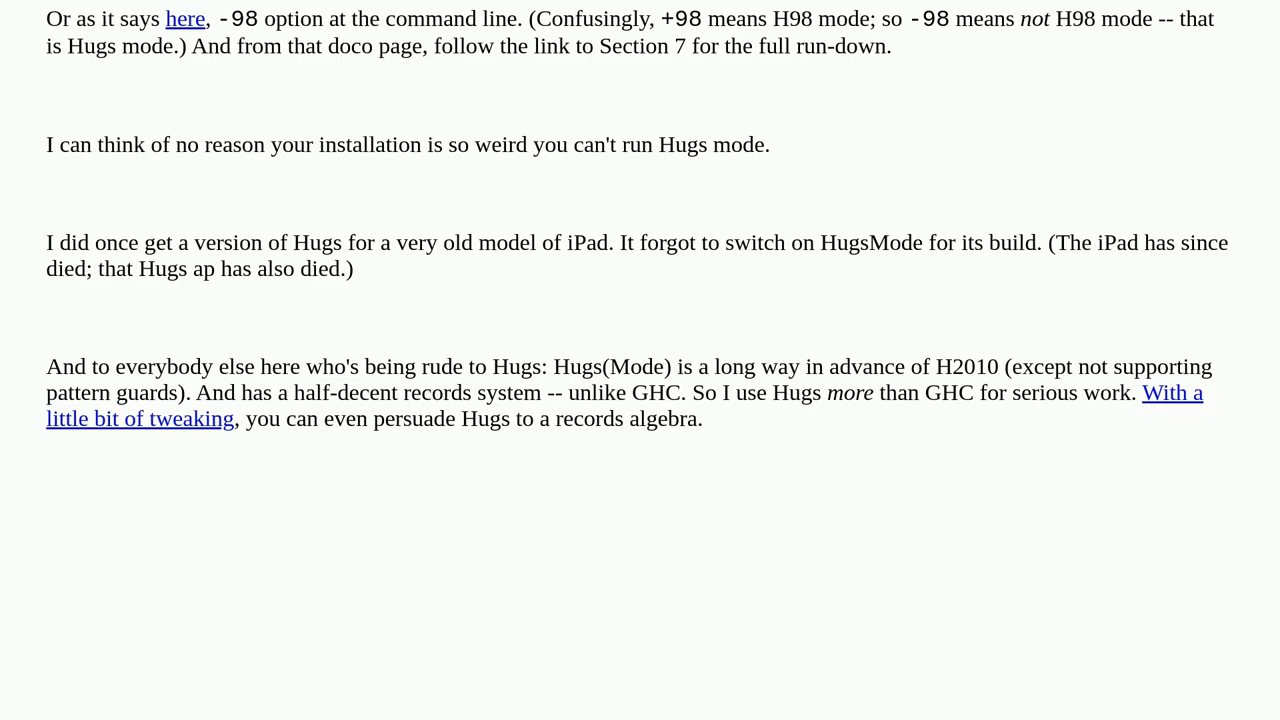 Or as it says here, -98 option at the command line. (Confusingly, +98 means H98 mode; so -98 means not H98 mode -- that
is Hugs mode.) And from that doco page, follow the link to Section 7 for the full run-down.
I can think of no reason your installation is so weird you can't run Hugs mode.
I did once get a version of Hugs for a very old model of iPad. It forgot to switch on HugsMode for its build. (The iPad has since
died; that Hugs ap has also died.)
And to everybody else here who's being rude to Hugs: Hugs(Mode) is a long way in advance of H2010 (except not supporting
pattern guards). And has a half-decent records system -- unlike GHC. So I use Hugs more than GHC for serious work. With a
little bit of tweaking, you can even persuade Hugs to a records algebra.